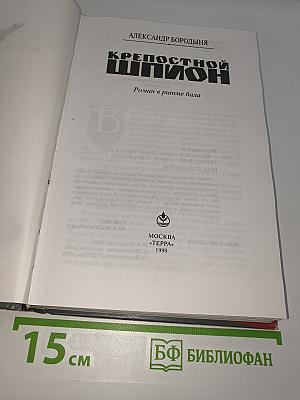 АЛЕКСАНДР БОРОДЫНЯ
КРЕПОСТНОЙ
ШПИОН
Роман в ритме бала
МОСКВА
«ТЕРРА»
1999
15 см
БФ БИБЛИОФАН